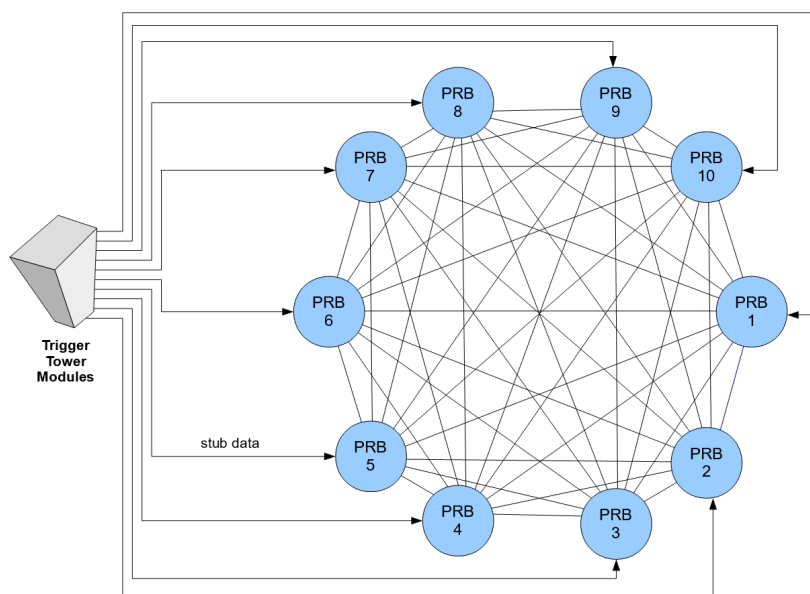 PRB
8
PRB
9
PRB
7
PRB
10
PRB
6
PRB
1
Trigger
Tower
Modules
stub data
PRB
5
PRB
2
PRB
4
PRB
3